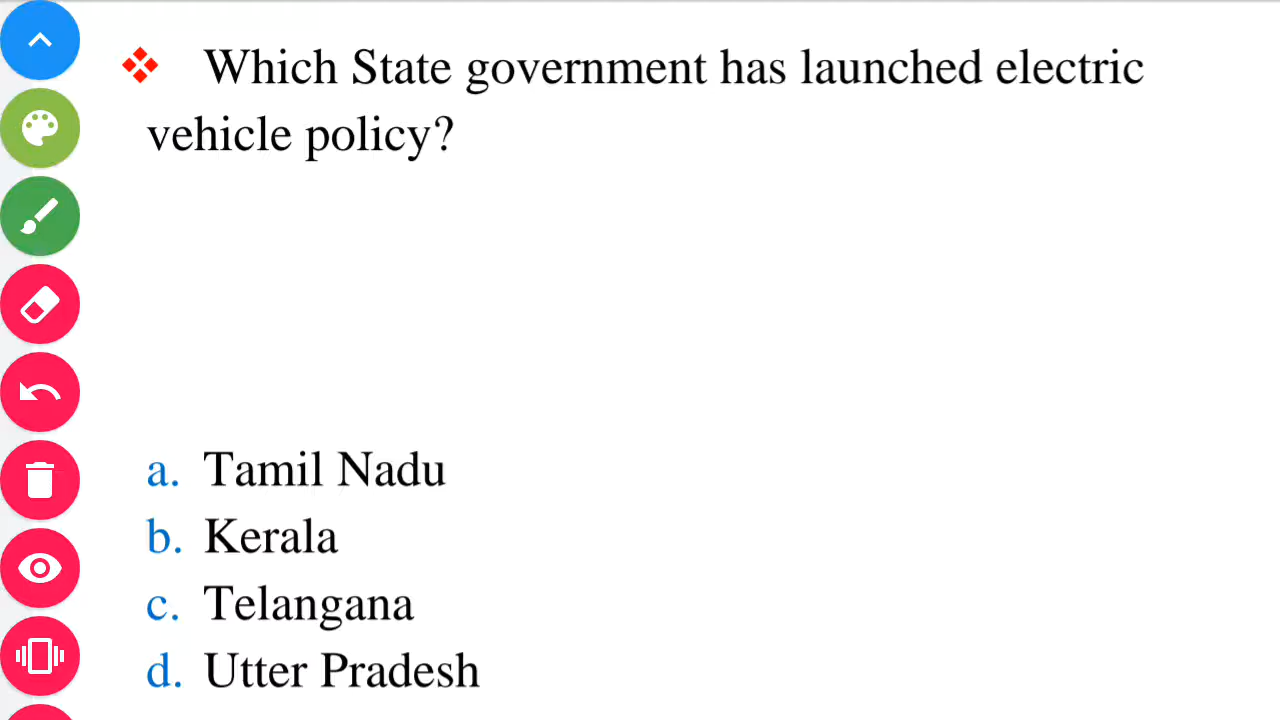 Which State government has launched electric
vehicle policy?
a. Tamil Nadu
b. Kerala
c. Telangana
d. Utter Pradesh